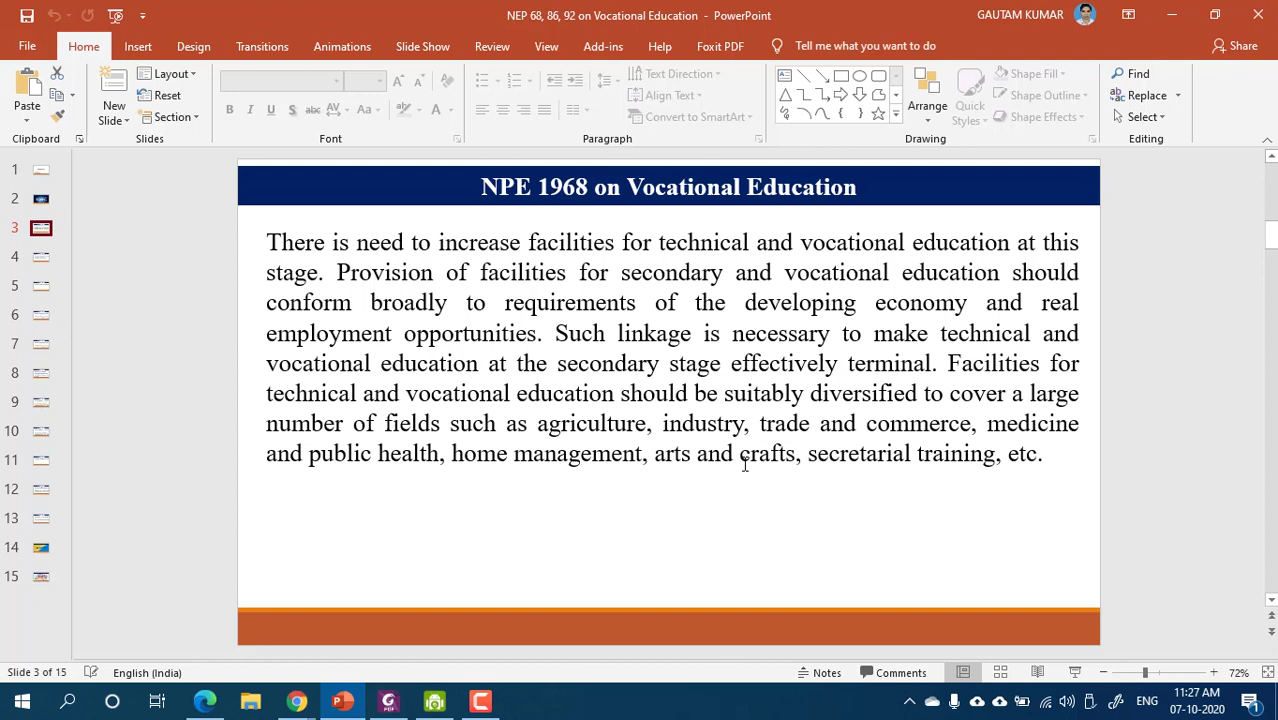 NEP 68, 86, 92 on Vocational Education - PowerPoint
GAUTAM KUMAR
File Home Insert Design Transitions Animations Slide Show Review View Add-ins Help Foxit PDF Tell me what you want to do Share
Paste
Clipboard
New Slide
Layout
Reset
Section
Slides
B I U S abc AV Aa A
Font
Text Direction
Align Text
Convert to SmartArt
Paragraph
Arrange
Quick Styles
Shape Fill
Shape Outline
Shape Effects
Drawing
Find
Replace
Select
Editing
1
2
3
4
5
6
7
8
9
10
11
12
13
14
15
NPE 1968 on Vocational Education
There is need to increase facilities for technical and vocational education at this
stage. Provision of facilities for secondary and vocational education should
conform broadly to requirements of the developing economy and real
employment opportunities. Such linkage is necessary to make technical and
vocational education at the secondary stage effectively terminal. Facilities for
technical and vocational education should be suitably diversified to cover a large
number of fields such as agriculture, industry, trade and commerce, medicine
and public health, home management, arts and crafts, secretarial training, etc.
Slide 3 of 15 English (India) Notes Comments 72%
ENG
11:27 AM
07-10-2020